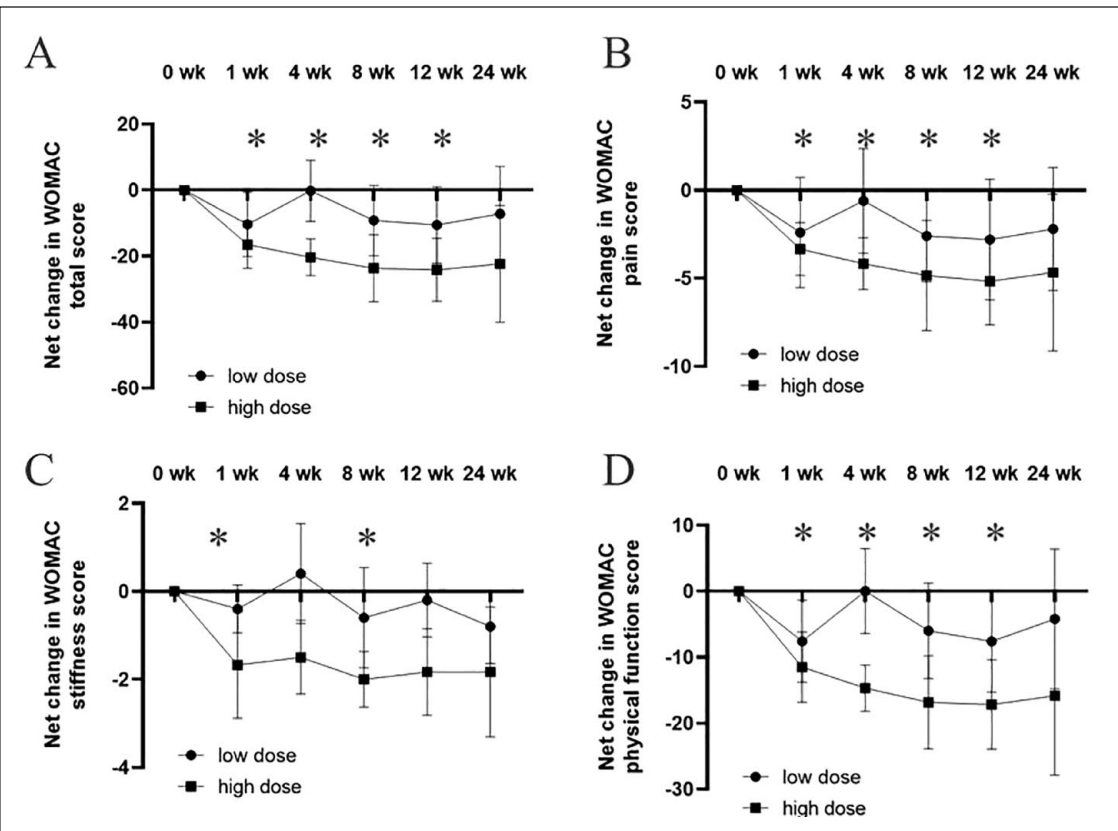 A
0 wk 1 wk 4 wk 8 wk 12 wk 24 wk
20
0
-20
-40
-60
Net change in WOMAC
total score
* * * *
low dose
high dose
B
0 wk 1 wk 4 wk 8 wk 12 wk 24 wk
5
0
-5
-10
Net change in WOMAC
pain score
* * * *
low dose
high dose
C
0 wk 1 wk 4 wk 8 wk 12 wk 24 wk
2
0
-2
-4
Net change in WOMAC
stiffness score
* *
low dose
high dose
D
0 wk 1 wk 4 wk 8 wk 12 wk 24 wk
10
0
-10
-20
-30
Net change in WOMAC
physical function score
* * * *
low dose
high dose